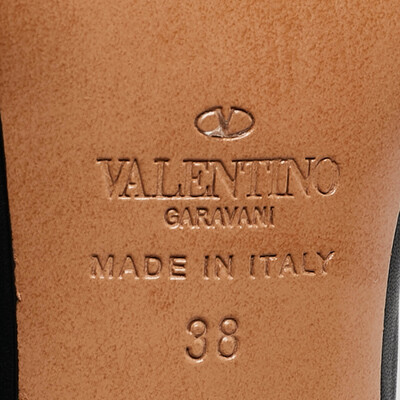 VALENTINO
GARAVANI
MADE IN ITALY
38